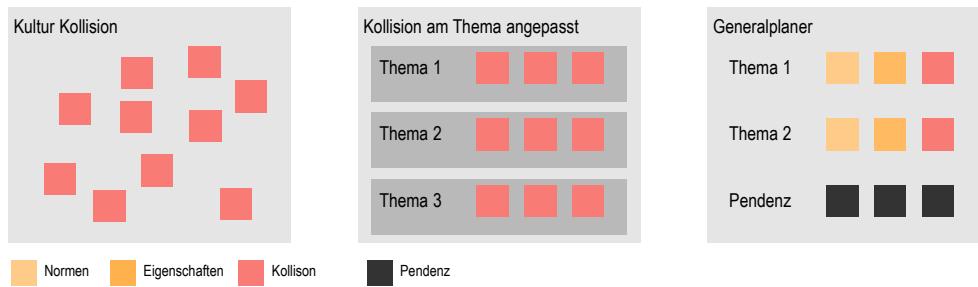 Kultur Kollision
Kollision am Thema angepasst
Thema 1
Thema 2
Thema 3
Generalplaner
Thema 1
Thema 2
Pendenz
Normen
Eigenschaften
Kollison
Pendenz